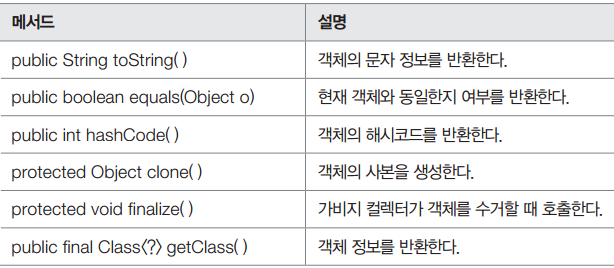 메서드 설명
public String toString( ) 객체의 문자 정보를 반환한다.
public boolean equals(Object o) 현재 객체와 동일한지 여부를 반환한다.
public int hashCode( ) 객체의 해시코드를 반환한다.
protected Object clone( ) 객체의 사본을 생성한다.
protected void finalize( ) 가비지 컬렉터가 객체를 수거할 때 호출한다.
public final Class〈?〉 getClass( ) 객체 정보를 반환한다.